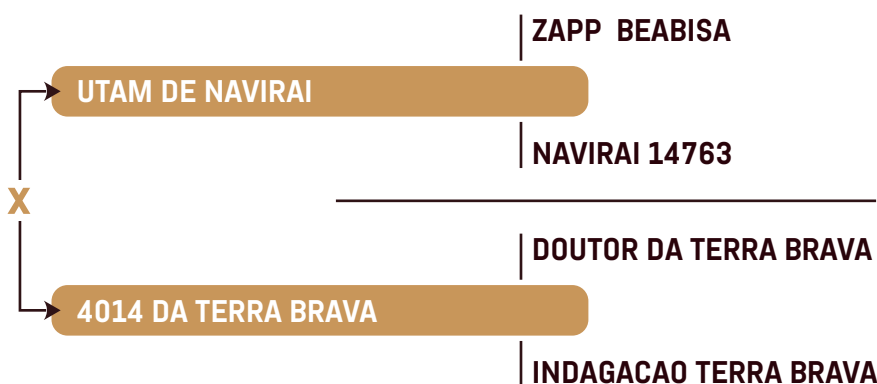 ZAPP BEABISA
UTAM DE NAVIRAI
NAVIRAI 14763
X
DOUTOR DA TERRA BRAVA
4014 DA TERRA BRAVA
INDAGACAO TERRA BRAVA